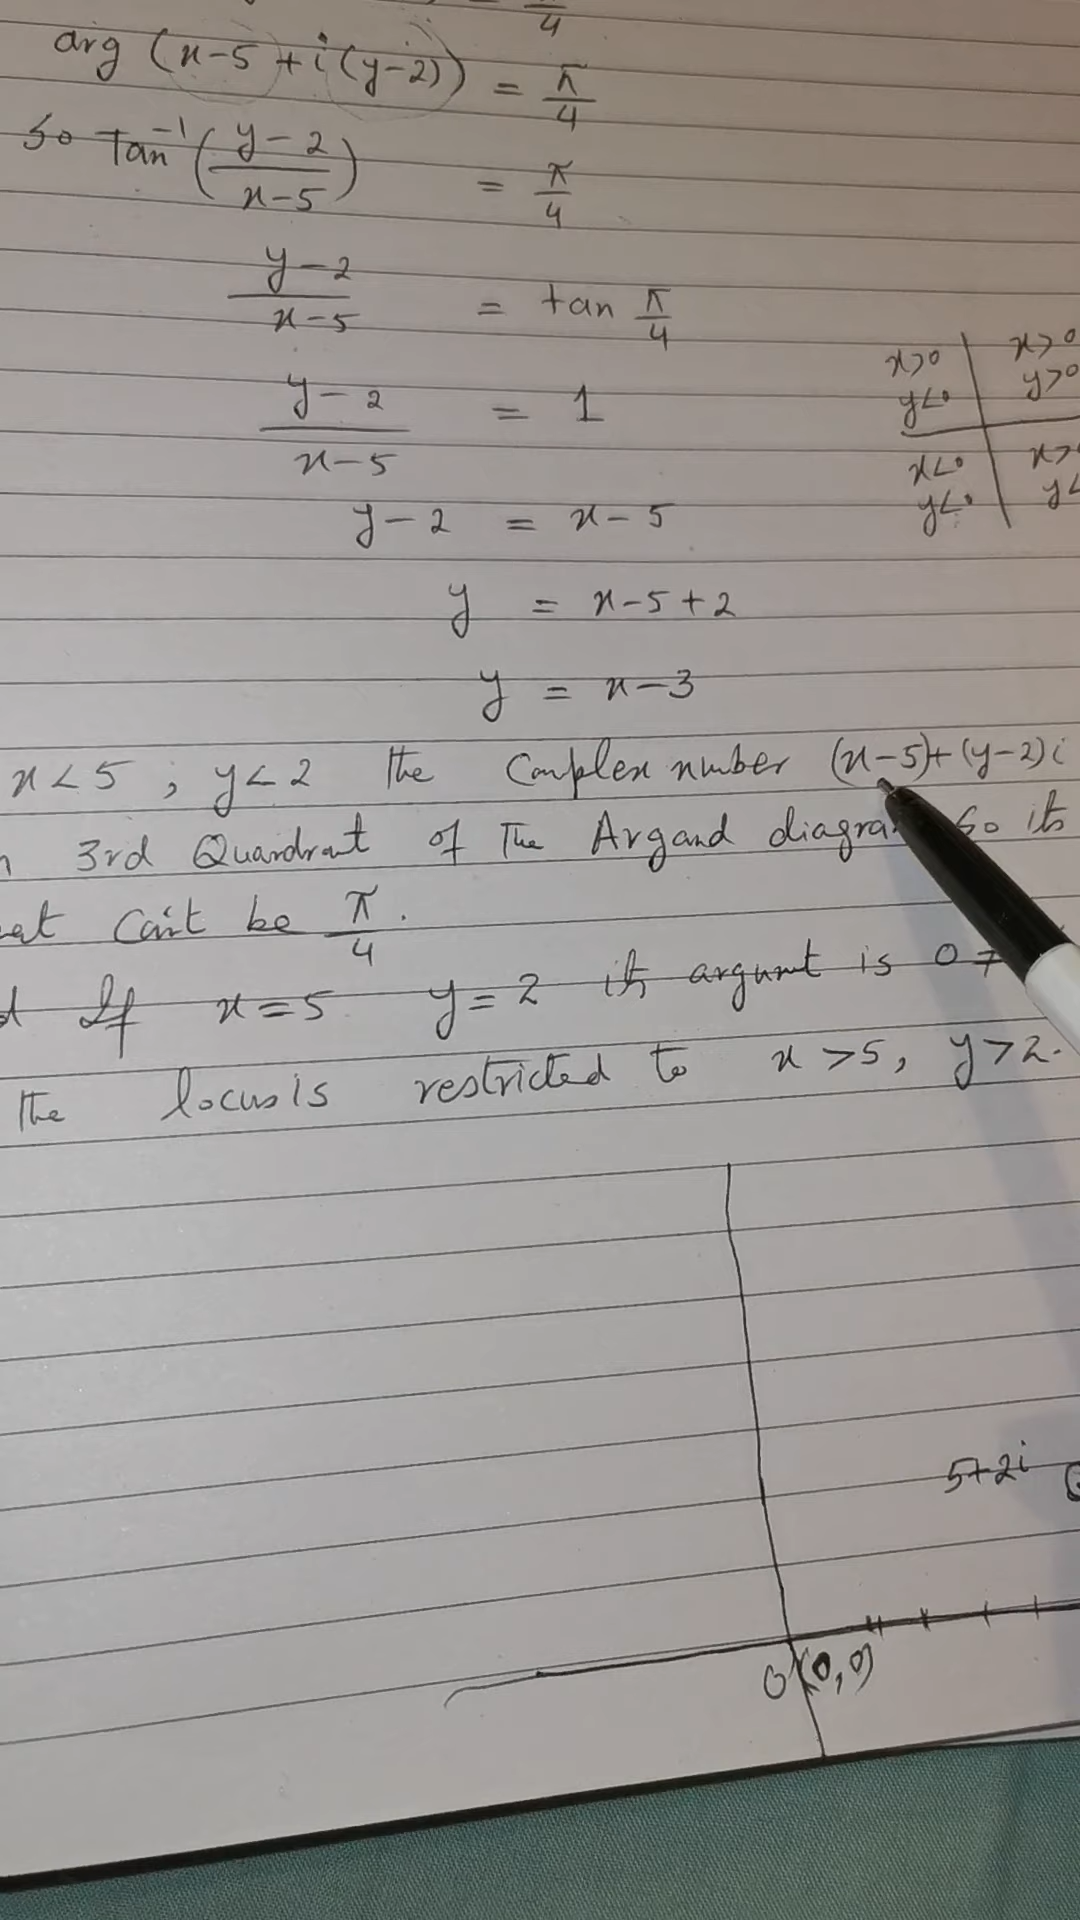 π/4
arg (x-5 + i(y-2)) = π/4
So tan⁻¹((y-2)/(x-5)) = π/4
(y-2)/(x-5) = tan π/4
x>0 x>0
y<0 y>0
(y-2)/(x-5) = 1
x<0
y<0
y-2 = x-5
y = x-5+2
y = x-3
x<5 ; y<2 the Complex number (x-5)+(y-2)i
3rd Quardrat of The Argand So its
Can't be π/4.
If x=5 y=2 its argumt is 0 ≠
the locus is restricted to x>5, y>2.
5+2i
O (0,0)